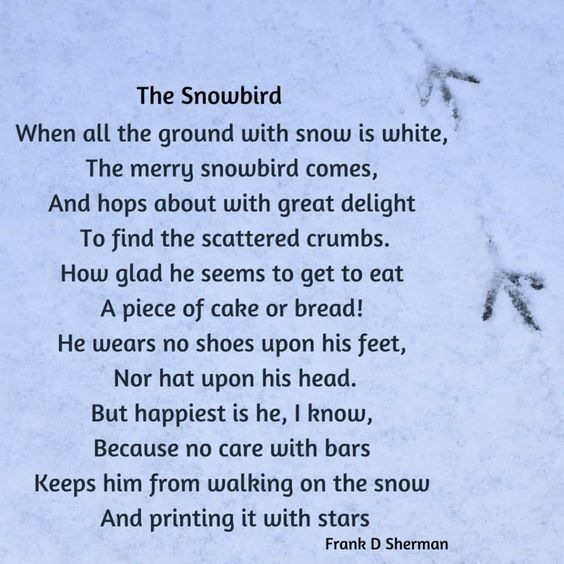 The Snowbird
When all the ground with snow is white,
The merry snowbird comes,
And hops about with great delight
To find the scattered crumbs.
How glad he seems to get to eat
A piece of cake or bread!
He wears no shoes upon his feet,
Nor hat upon his head.
But happiest is he, I know,
Because no care with bars
Keeps him from walking on the snow
And printing it with stars
Frank D Sherman